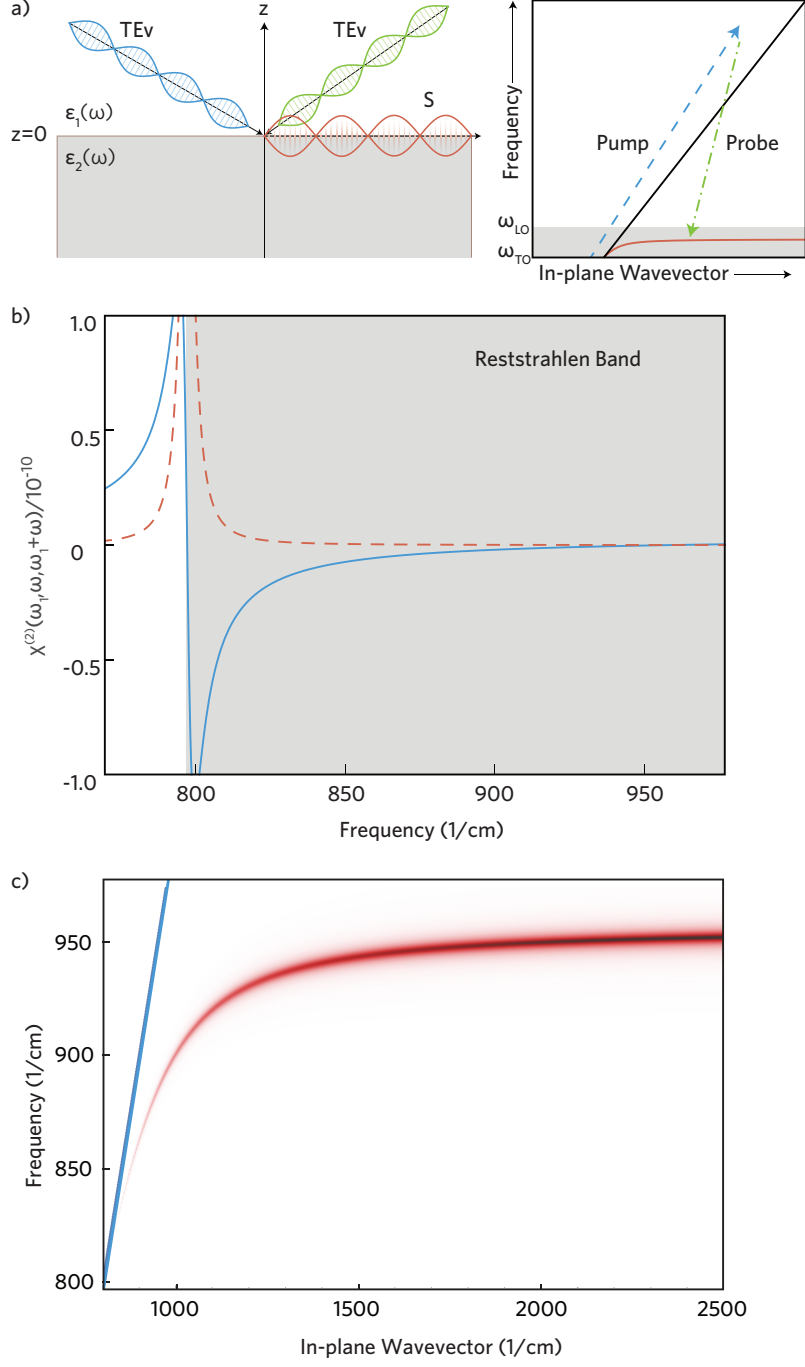 a)
TEv
z
TEv
ε₁(ω)
S
z=0
ε₂(ω)
Frequency
Pump
Probe
ω_LO
ω_TO
In-plane Wavevector
b)
1.0
0.5
0
-0.5
-1.0
χ⁽²⁾(ω₁,ω,ω₁+ω)/10⁻¹⁰
Reststrahlen Band
800
850
900
950
Frequency (1/cm)
c)
950
900
850
800
Frequency (1/cm)
1000
1500
2000
2500
In-plane Wavevector (1/cm)